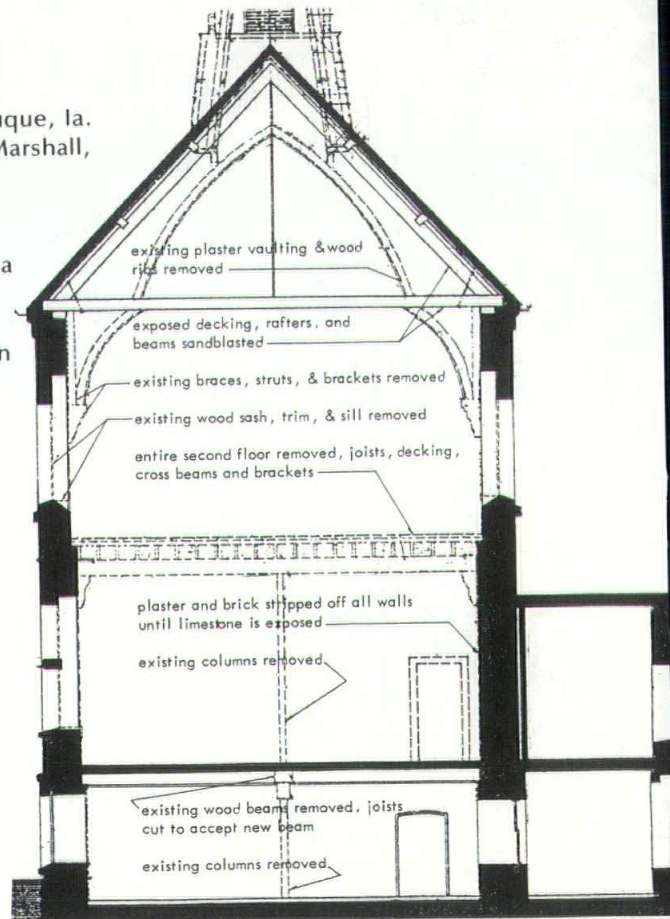 que, Ia.
Marshall,
a
n
existing plaster vaulting & wood
ribs removed
exposed decking, rafters, and
beams sandblasted
existing braces, struts, & brackets removed
existing wood sash, trim, & sill removed
entire second floor removed, joists, decking,
cross beams and brackets
plaster and brick stripped off all walls
until limestone is exposed
existing columns removed
existing wood beams removed, joists
cut to accept new beam
existing columns removed